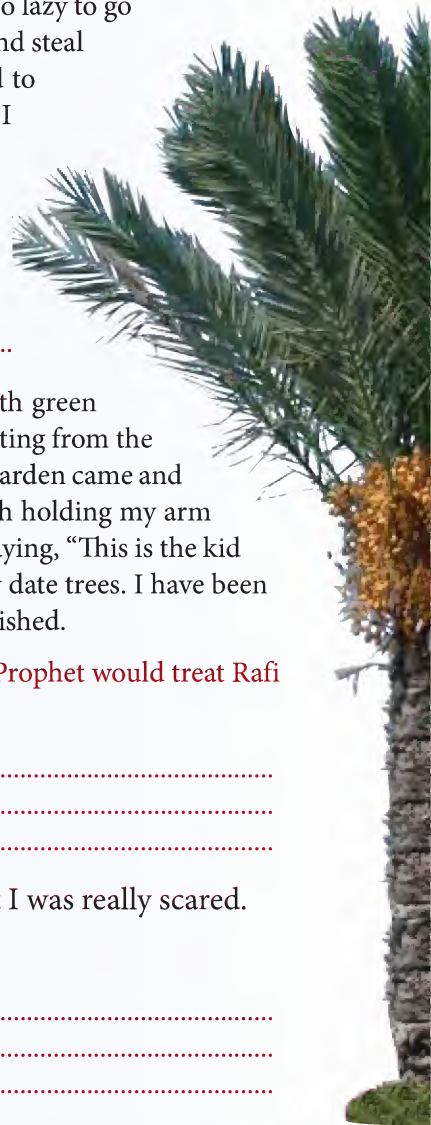 o lazy to go
nd steal
d to
I
..
th green
ting from the
arden came and
h holding my arm
aying, “This is the kid
date trees. I have been
ished.
Prophet would treat Rafi
I was really scared.